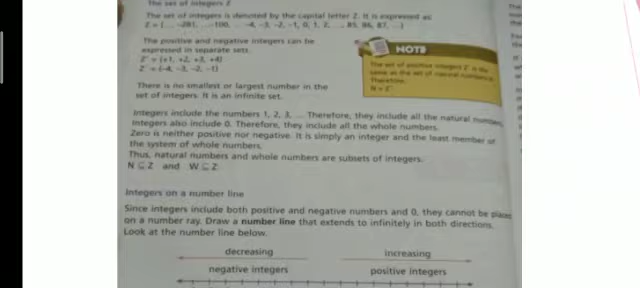 The set of integers Z
The set of integers is denoted by the capital letter Z. It is expressed as
Z = {... -281, ... -100, ... -4, -3, -2, -1, 0, 1, 2, ... 85, 86, 87, ...}
The positive and negative integers can be
expressed in separate sets.
Z⁺ = {+1, +2, +3, +4}
Z⁻ = {-4, -3, -2, -1}
NOTE
The set of positive integers Z⁺ is the
same as the set of natural numbers
Therefore,
N = Z⁺
There is no smallest or largest number in the
set of integers. It is an infinite set.
Integers include the numbers 1, 2, 3, ... Therefore, they include all the natural numbers.
Integers also include 0. Therefore, they include all the whole numbers.
Zero is neither positive nor negative. It is simply an integer and the least member of
the system of whole numbers.
Thus, natural numbers and whole numbers are subsets of integers.
N ⊆ Z and W ⊆ Z
Integers on a number line
Since integers include both positive and negative numbers and 0, they cannot be placed
on a number ray. Draw a number line that extends to infinitely in both directions.
Look at the number line below.
decreasing increasing
negative integers positive integers